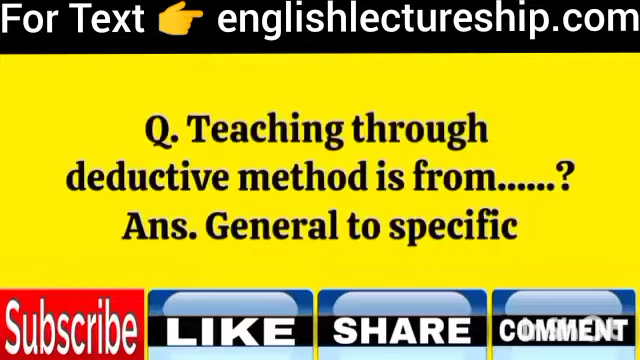 For Text 👉 englishlectureship.com
Q. Teaching through
deductive method is from......?
Ans. General to specific
Subscribe LIKE SHARE COMMENT